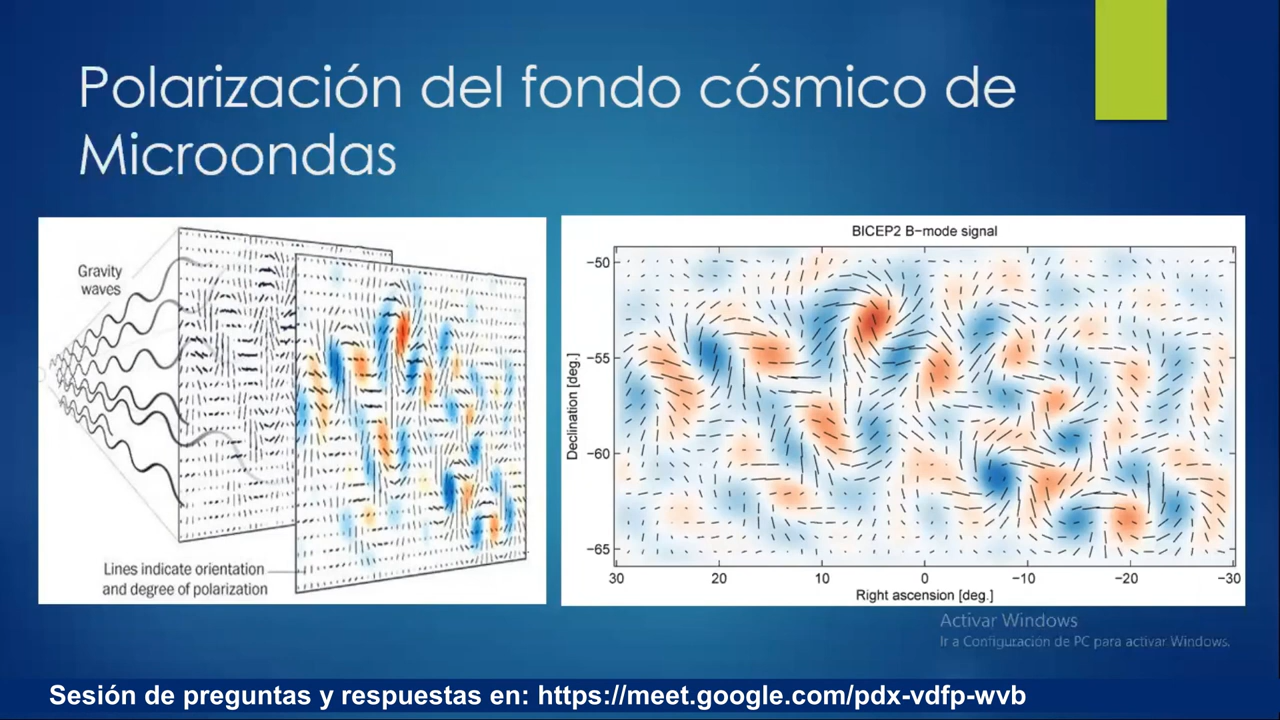 Polarización del fondo cósmico de
Microondas
Gravity
waves
Lines indicate orientation
and degree of polarization
BICEP2 B−mode signal
Declination [deg.]
−50
−55
−60
−65
30 20 10 0 −10 −20 −30
Right ascension [deg.]
Activar Windows
Ir a Configuración de PC para activar Windows.
Sesión de preguntas y respuestas en: https://meet.google.com/pdx-vdfp-wvb